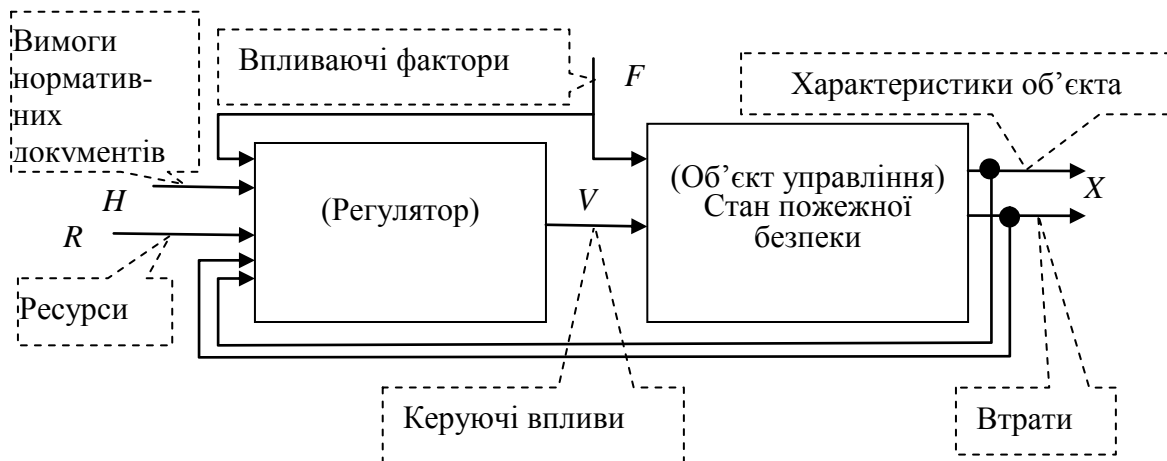 Вимоги
норматив-
них
документів
Впливаючі фактори
F
Характеристики об’єкта
(Регулятор)
(Об’єкт управління)
Стан пожежної
безпеки
H
R
V
X
Ресурси
Керуючі впливи
Втрати